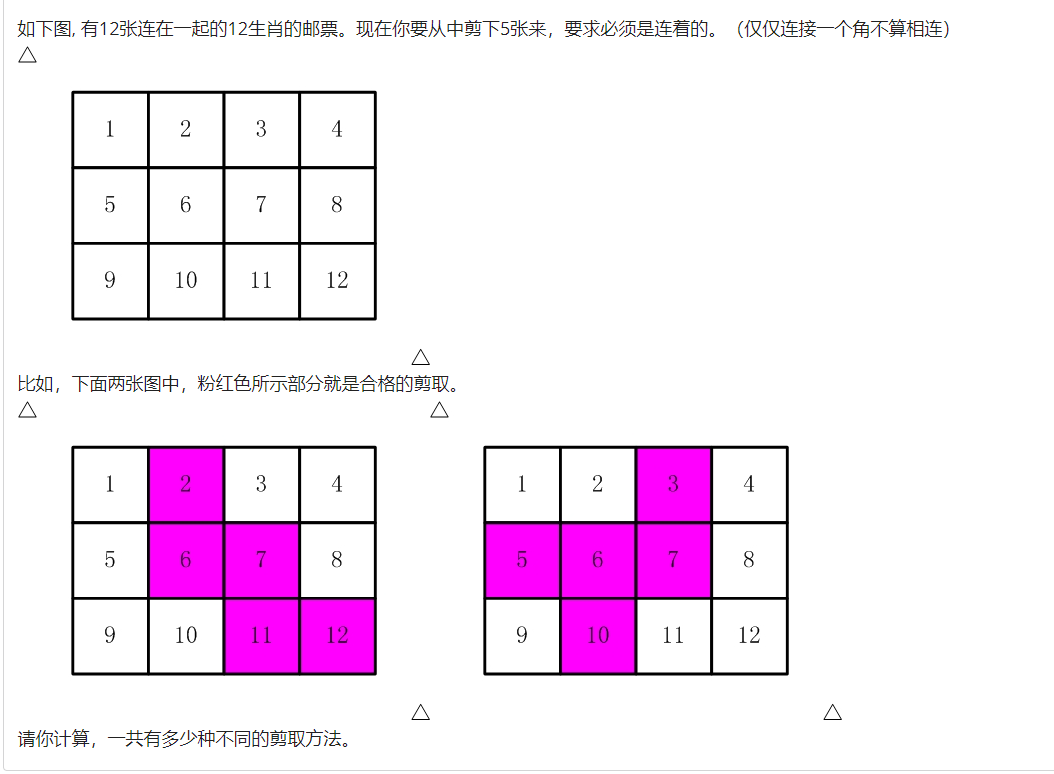 如下图, 有12张连在一起的12生肖的邮票。现在你要从中剪下5张来，要求必须是连着的。（仅仅连接一个角不算相连）
1 2 3 4
5 6 7 8
9 10 11 12
比如，下面两张图中，粉红色所示部分就是合格的剪取。
1 2 3 4 1 2 3 4
5 6 7 8 5 6 7 8
9 10 11 12 9 10 11 12
请你计算，一共有多少种不同的剪取方法。